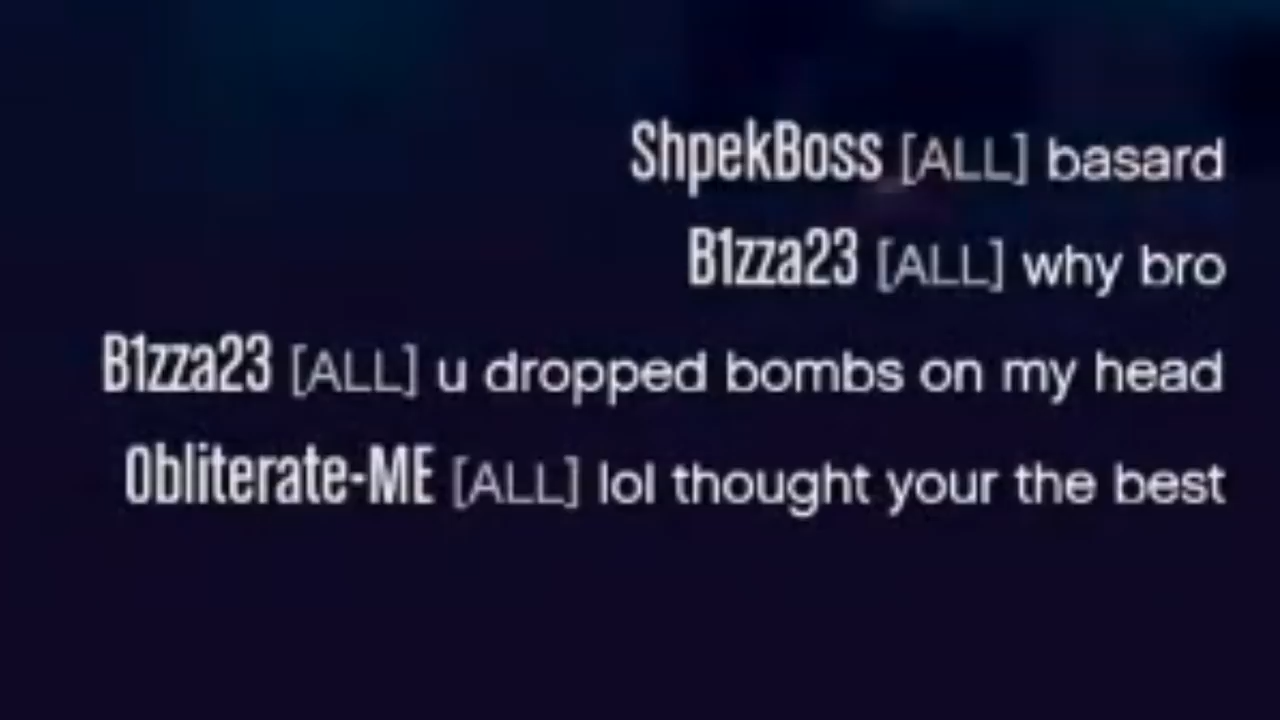 ShpekBoss [ALL] basard
B1zza23 [ALL] why bro
B1zza23 [ALL] u dropped bombs on my head
Obliterate-ME [ALL] lol thought your the best